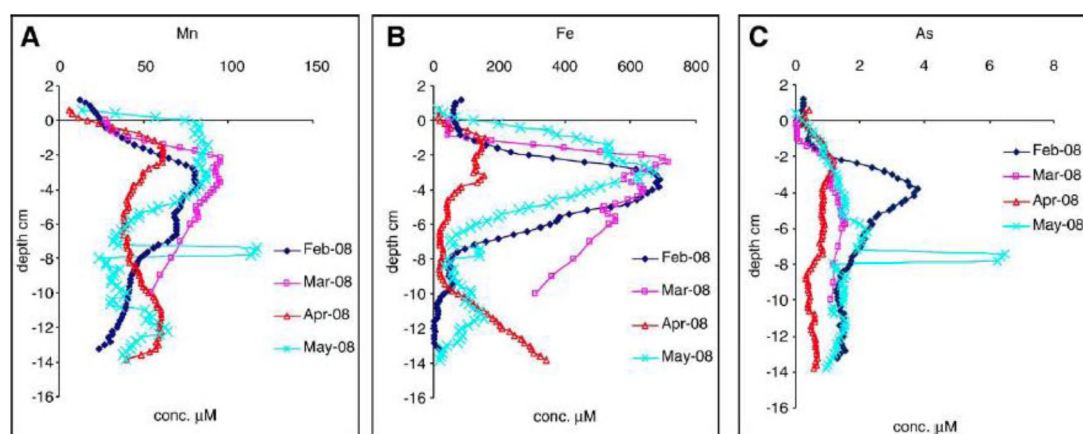 A
Mn
0 50 100 150
2
0
-2
-4
-6
-8
-10
-12
-14
-16
depth cm
Feb-08
Mar-08
Apr-08
May-08
conc. µM
B
Fe
0 200 400 600 800
2
0
-2
-4
-6
-8
-10
-12
-14
-16
depth cm
Feb-08
Mar-08
Apr-08
May-08
conc. µM
C
As
0 2 4 6 8
2
0
-2
-4
-6
-8
-10
-12
-14
-16
depth cm
Feb-08
Mar-08
Apr-08
May-08
conc. µM